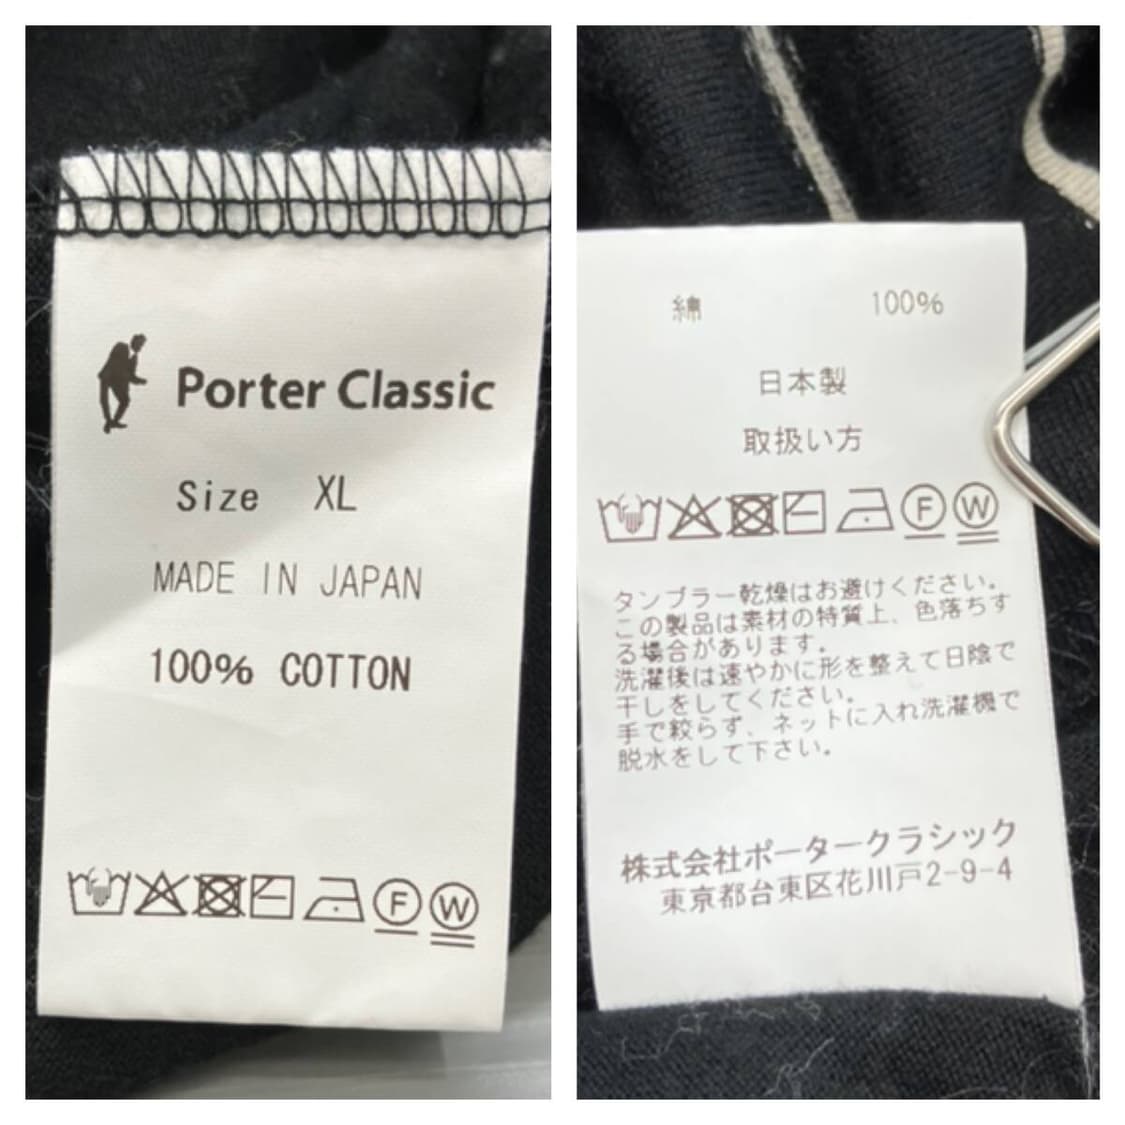 Porter Classic
Size XL
MADE IN JAPAN
100% COTTON
F W
綿 100%
日本製
取扱い方
F W
タンブラー乾燥はお避けください。
この製品は素材の特質上、色落ちす
る場合があります。
洗濯後は速やかに形を整えて日陰で
干しをしてください。
手で絞らず、ネットに入れ洗濯機で
脱水をして下さい。
株式会社ポータークラシック
東京都台東区花川戸2-9-4